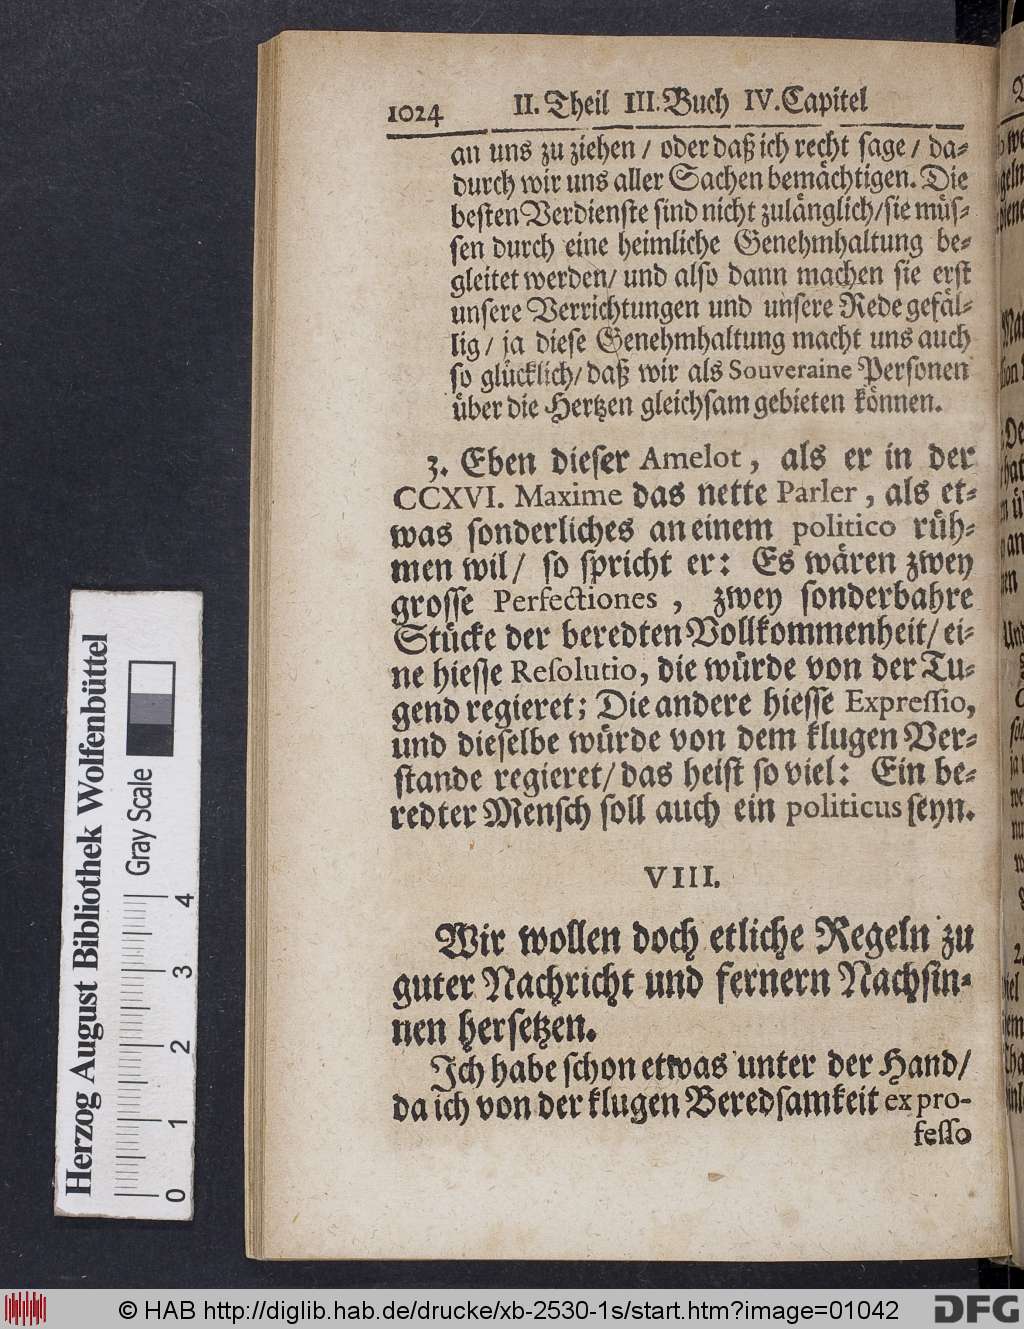 1024 II. Theil III. Buch IV. Capitel
an uns zu ziehen / oder daß ich recht sage / da-
durch wir uns aller Sachen bemächtigen. Die
besten Verdienste sind nicht zulänglich/sie müs-
sen durch eine heimliche Genehmhaltung be-
gleitet werden/ und also dann machen sie erst
unsere Verrichtungen und unsere Rede gefäl-
lig / ja diese Genehmhaltung macht uns auch
so glücklich/ daß wir als Souveraine Personen
über die Hertzen gleichsam gebieten können.
3. Eben dieser Amelot, als er in der
CCXVI. Maxime das nette Parler, als et-
was sonderliches an einem politico rüh-
men wil/ so spricht er: Es wären zwey
grosse Perfectiones, zwey sonderbahre
Stücke der beredten Vollkommenheit/ ei-
ne hiesse Resolutio, die würde von der Tu-
gend regieret; Die andere hiesse Expressio,
und dieselbe würde von dem klugen Ver-
stande regieret/ das heist so viel: Ein be-
redter Mensch soll auch ein politicus seyn.
VIII.
Wir wollen doch etliche Regeln zu
guter Nachricht und fernern Nachsin-
nen hersetzen.
Ich habe schon etwas unter der Hand/
da ich von der klugen Beredsamkeit ex pro-
fesso
Herzog August Bibliothek Wolfenbüttel
Gray Scale
0 1 2 3 4
© HAB http://diglib.hab.de/drucke/xb-2530-1s/start.htm?image=01042
DFG